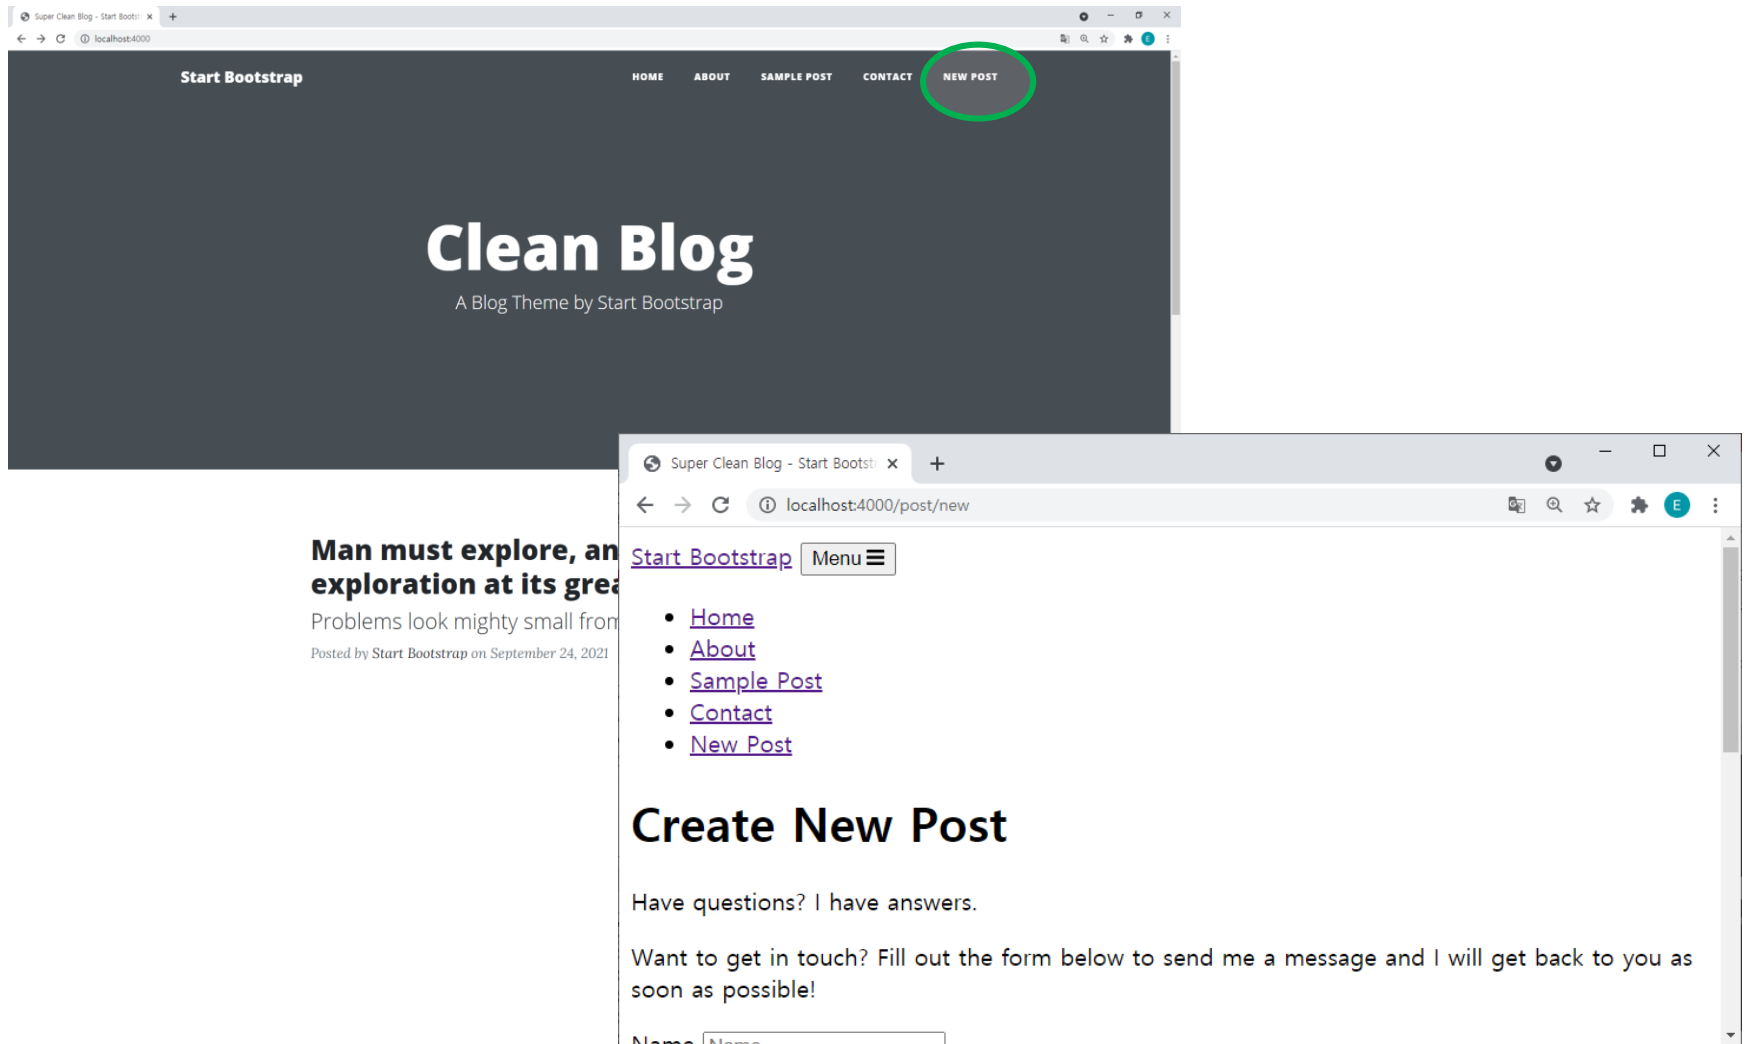 Super Clean Blog - Start Bootst
localhost:4000
Start Bootstrap
HOME ABOUT SAMPLE POST CONTACT NEW POST
Clean Blog
A Blog Theme by Start Bootstrap
Man must explore, an
exploration at its grea
Problems look mighty small from
Posted by Start Bootstrap on September 24, 2021
Super Clean Blog - Start Bootst
localhost:4000/post/new
E
Start Bootstrap Menu
Home
About
Sample Post
Contact
New Post
Create New Post
Have questions? I have answers.
Want to get in touch? Fill out the form below to send me a message and I will get back to you as
soon as possible!
Name Name